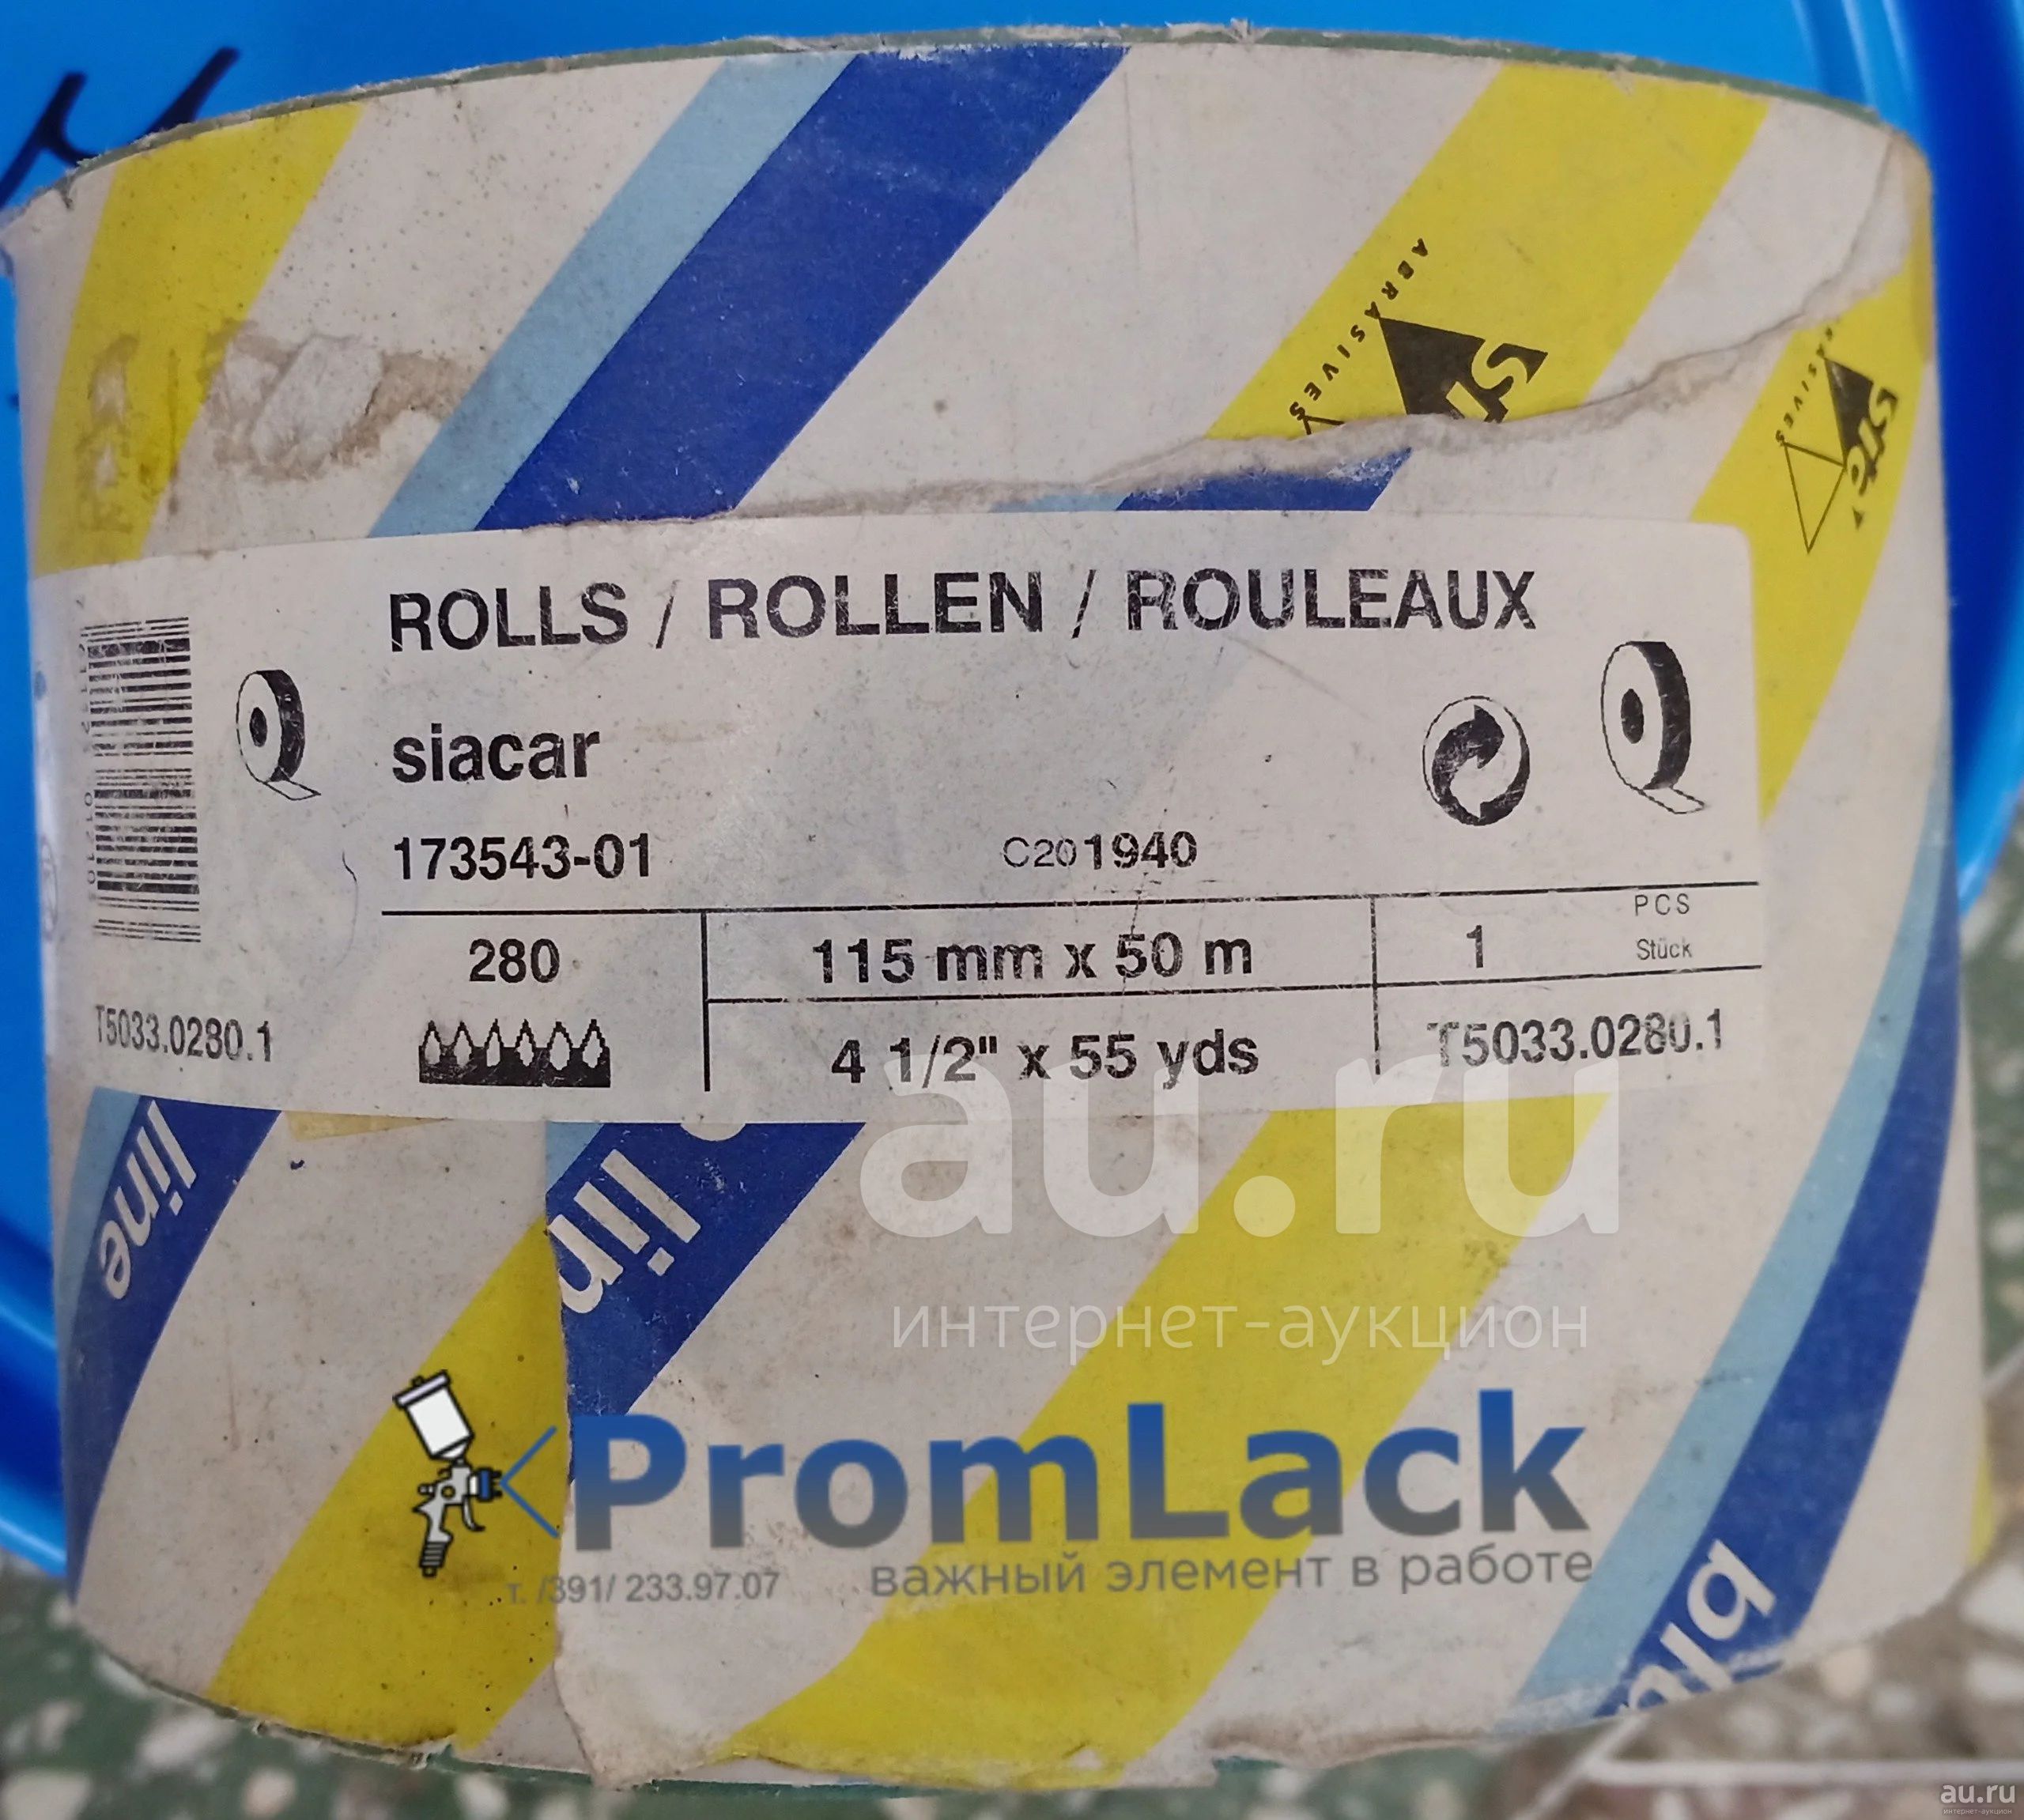 ABRASIVES
ROLLS / ROLLEN / ROULEAUX
siacar
173543-01
C201940
PCS
280
115 mm x 50 m
1
Stück
T5033.0280.1
4 1/2" x 55 yds
T5033.0280.1
line
au.ru
интернет-аукцион
PromLack
т. /391/ 233.97.07
важный элемент в работе
au.ru
интернет-аукцион